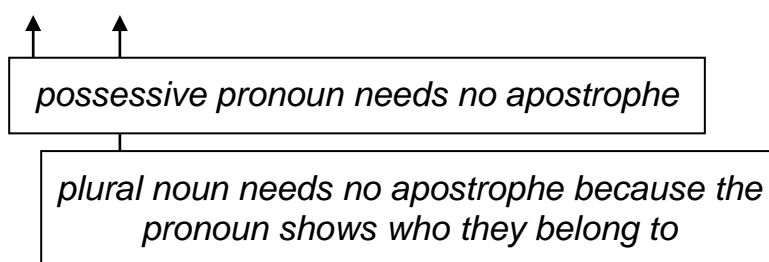 possessive pronoun needs no apostrophe
plural noun needs no apostrophe because the
pronoun shows who they belong to